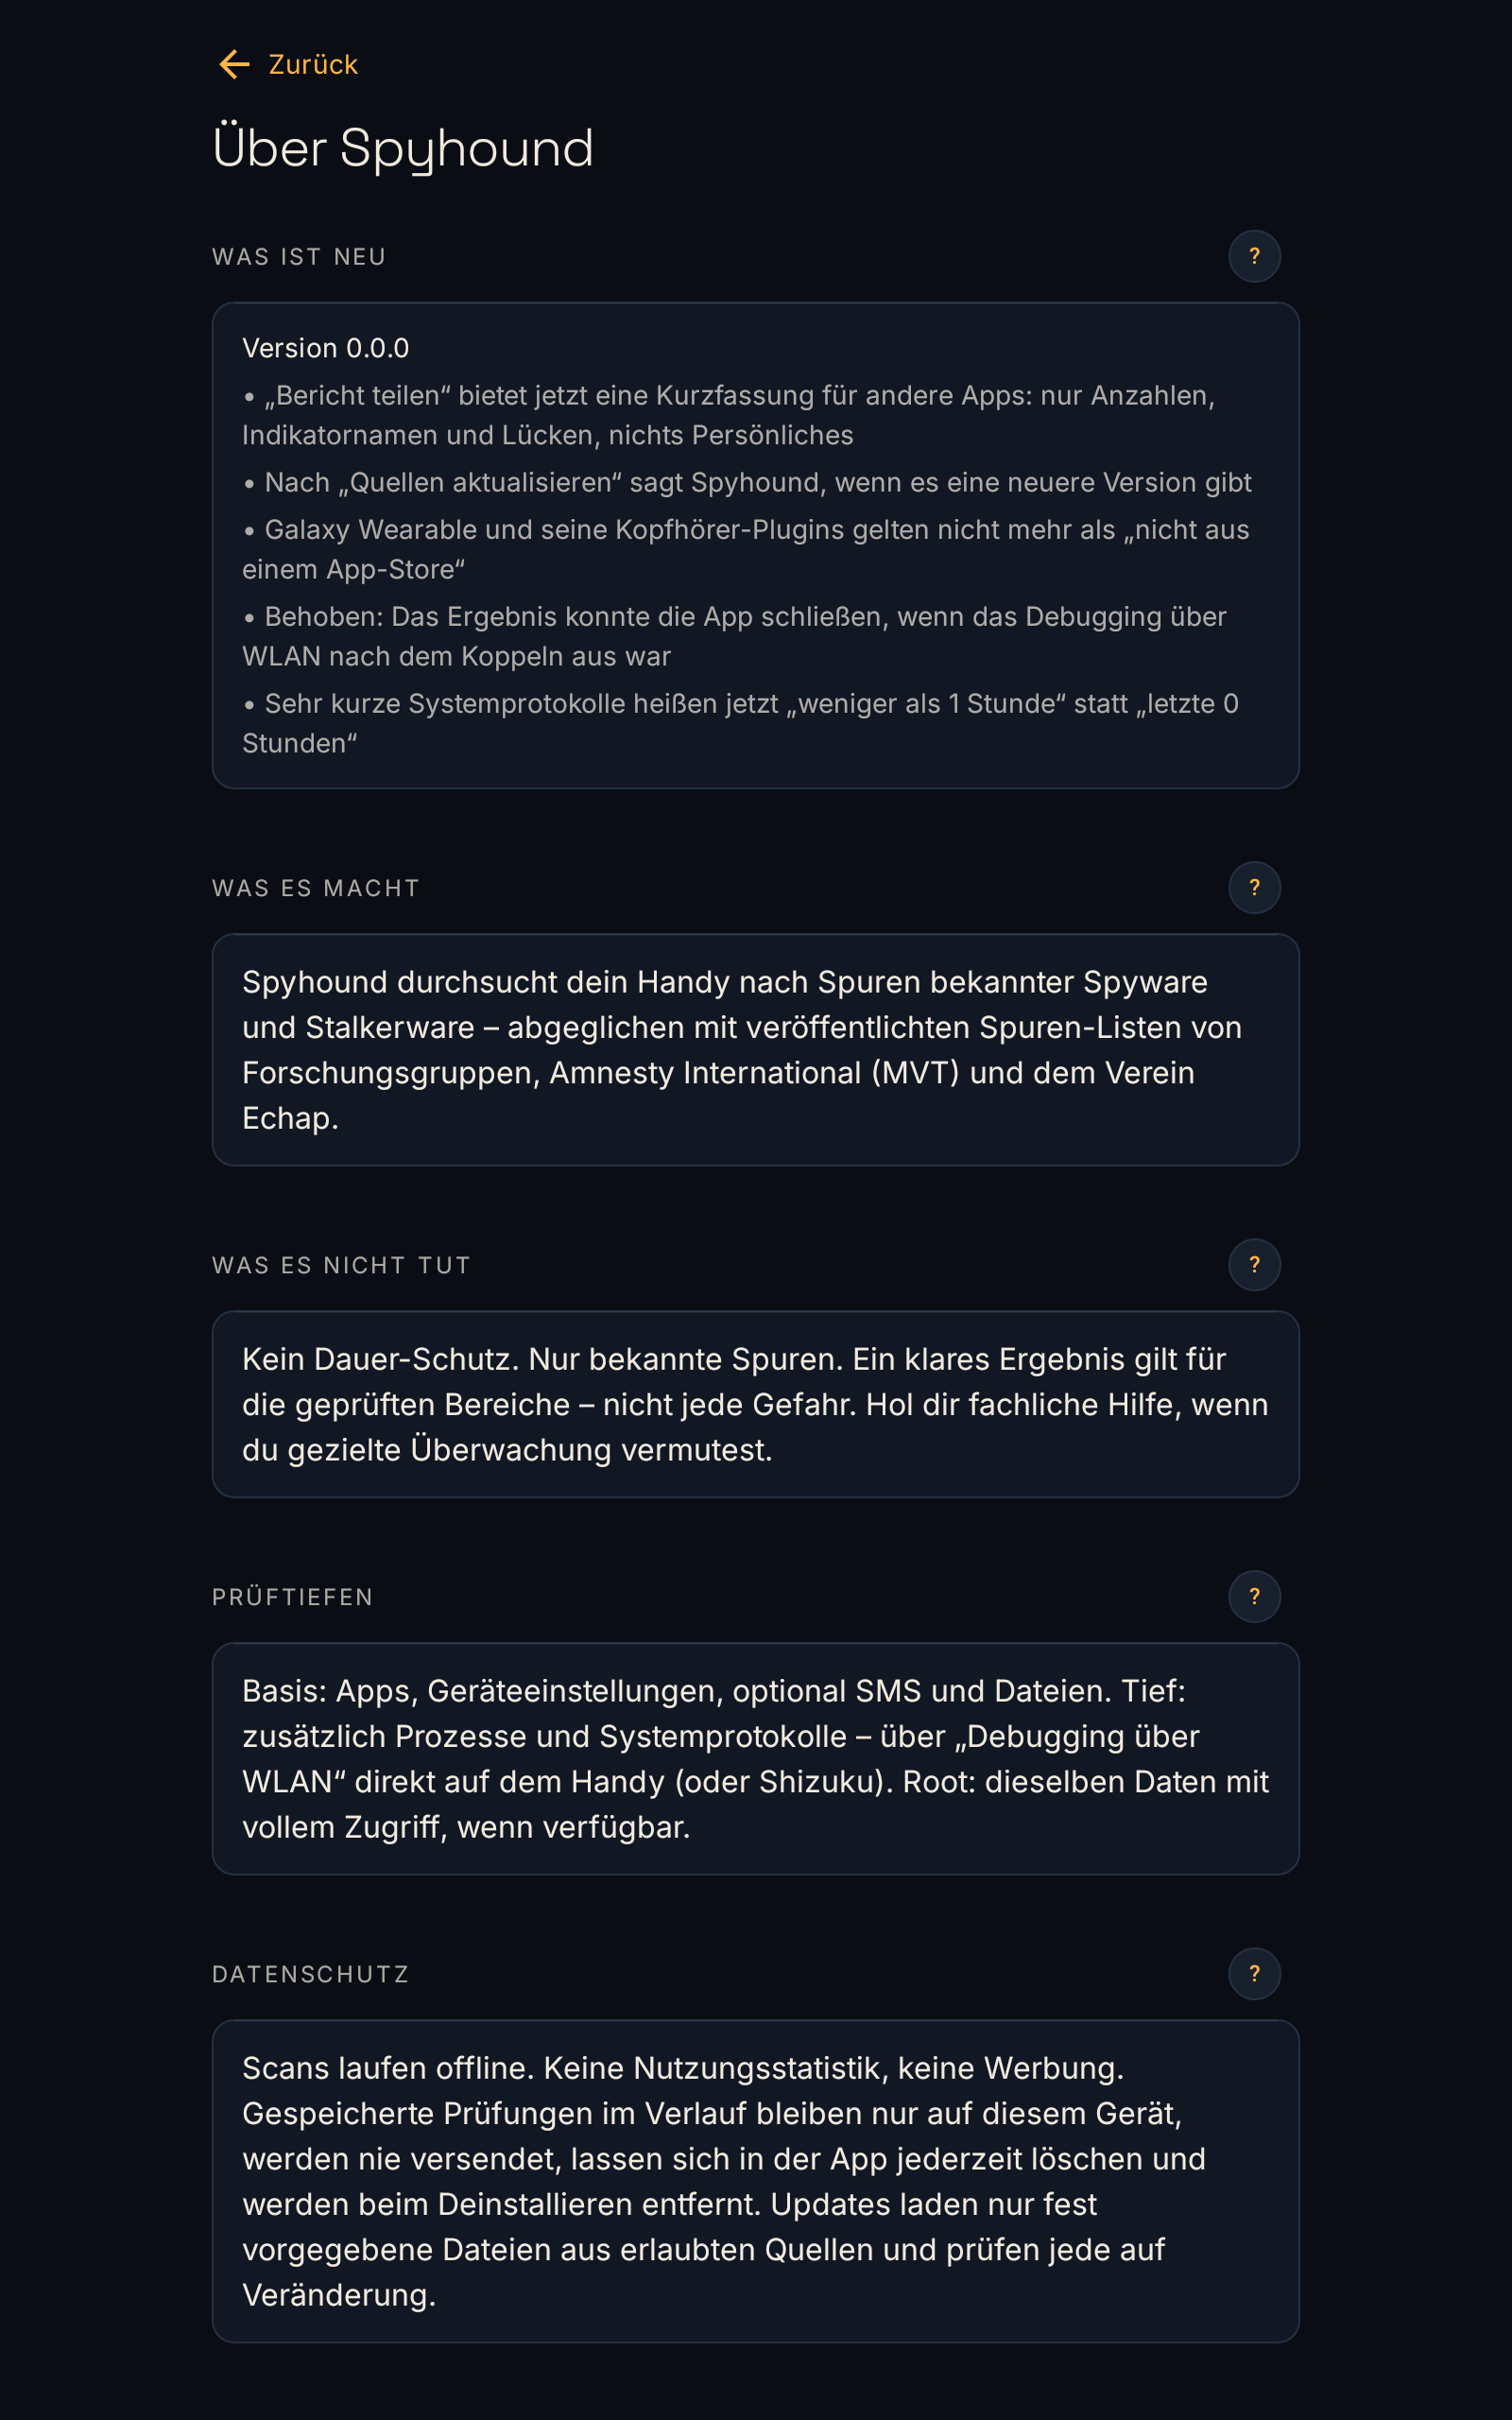 Zurück
Über Spyhound
WAS IST NEU
?
Version 0.0.0
• „Bericht teilen“ bietet jetzt eine Kurzfassung für andere Apps: nur Anzahlen,
Indikatornamen und Lücken, nichts Persönliches
• Nach „Quellen aktualisieren“ sagt Spyhound, wenn es eine neuere Version gibt
• Galaxy Wearable und seine Kopfhörer-Plugins gelten nicht mehr als „nicht aus
einem App-Store“
• Behoben: Das Ergebnis konnte die App schließen, wenn das Debugging über
WLAN nach dem Koppeln aus war
• Sehr kurze Systemprotokolle heißen jetzt „weniger als 1 Stunde“ statt „letzte 0
Stunden“
WAS ES MACHT
?
Spyhound durchsucht dein Handy nach Spuren bekannter Spyware
und Stalkerware – abgeglichen mit veröffentlichten Spuren-Listen von
Forschungsgruppen, Amnesty International (MVT) und dem Verein
Echap.
WAS ES NICHT TUT
?
Kein Dauer-Schutz. Nur bekannte Spuren. Ein klares Ergebnis gilt für
die geprüften Bereiche – nicht jede Gefahr. Hol dir fachliche Hilfe, wenn
du gezielte Überwachung vermutest.
PRÜFTIEFEN
?
Basis: Apps, Geräteeinstellungen, optional SMS und Dateien. Tief:
zusätzlich Prozesse und Systemprotokolle – über „Debugging über
WLAN“ direkt auf dem Handy (oder Shizuku). Root: dieselben Daten mit
vollem Zugriff, wenn verfügbar.
DATENSCHUTZ
?
Scans laufen offline. Keine Nutzungsstatistik, keine Werbung.
Gespeicherte Prüfungen im Verlauf bleiben nur auf diesem Gerät,
werden nie versendet, lassen sich in der App jederzeit löschen und
werden beim Deinstallieren entfernt. Updates laden nur fest
vorgegebene Dateien aus erlaubten Quellen und prüfen jede auf
Veränderung.